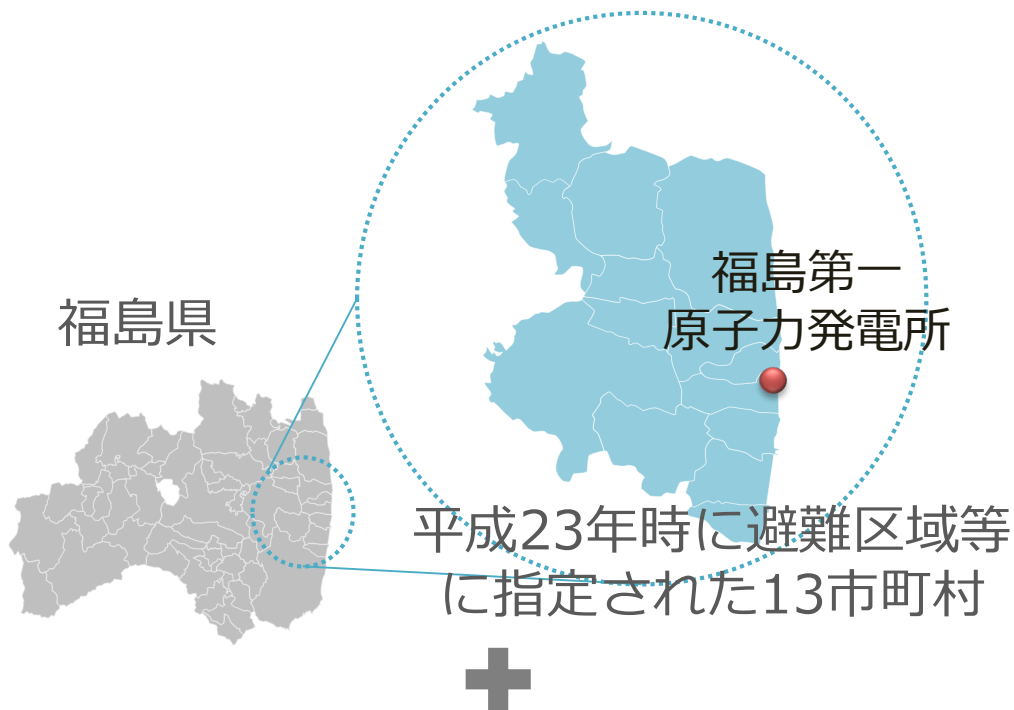 福島第一
原子力発電所
福島県
平成23年時に避難区域等
に指定された13市町村